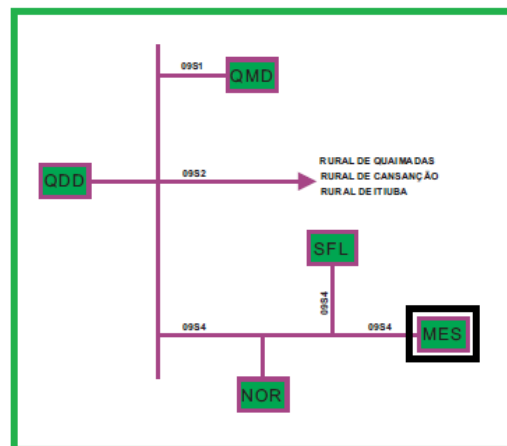 09S1
QMD
QDD
09S2
RURAL DE QUAIMADAS
RURAL DE CANSANÇÃO
RURAL DE ITIUBA
SFL
09S4
09S4
09S4
MES
NOR